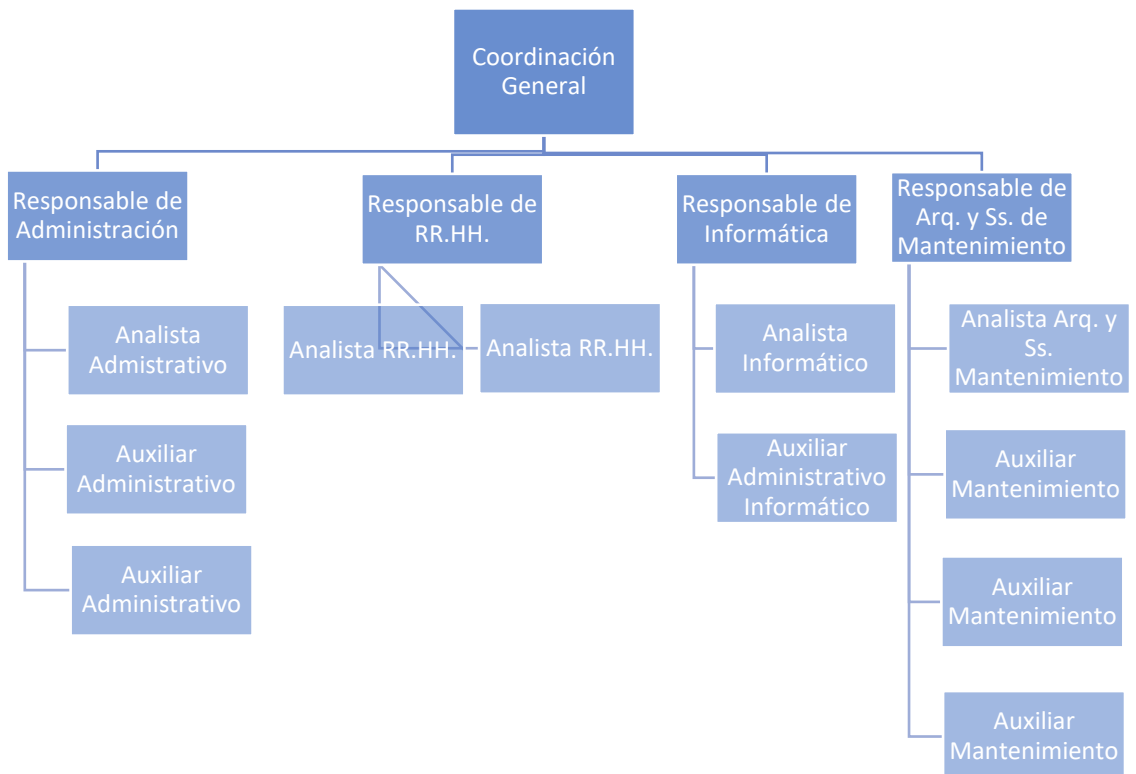 Coordinación
General
Responsable de
Administración
Responsable de
RR.HH.
Responsable de
Informática
Responsable de
Arq. y Ss. de
Mantenimiento
Analista
Admistrativo
Auxiliar
Administrativo
Auxiliar
Administrativo
Analista RR.HH.
Analista RR.HH.
Analista
Informático
Auxiliar
Administrativo
Informático
Analista Arq. y
Ss.
Mantenimiento
Auxiliar
Mantenimiento
Auxiliar
Mantenimiento
Auxiliar
Mantenimiento